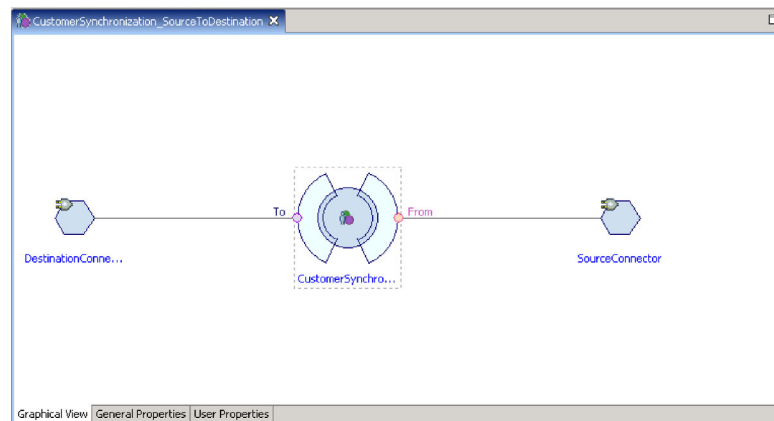 CustomerSynchronization_SourceToDestination
To
From
DestinationConne...
CustomerSynchro...
SourceConnector
Graphical View General Properties User Properties